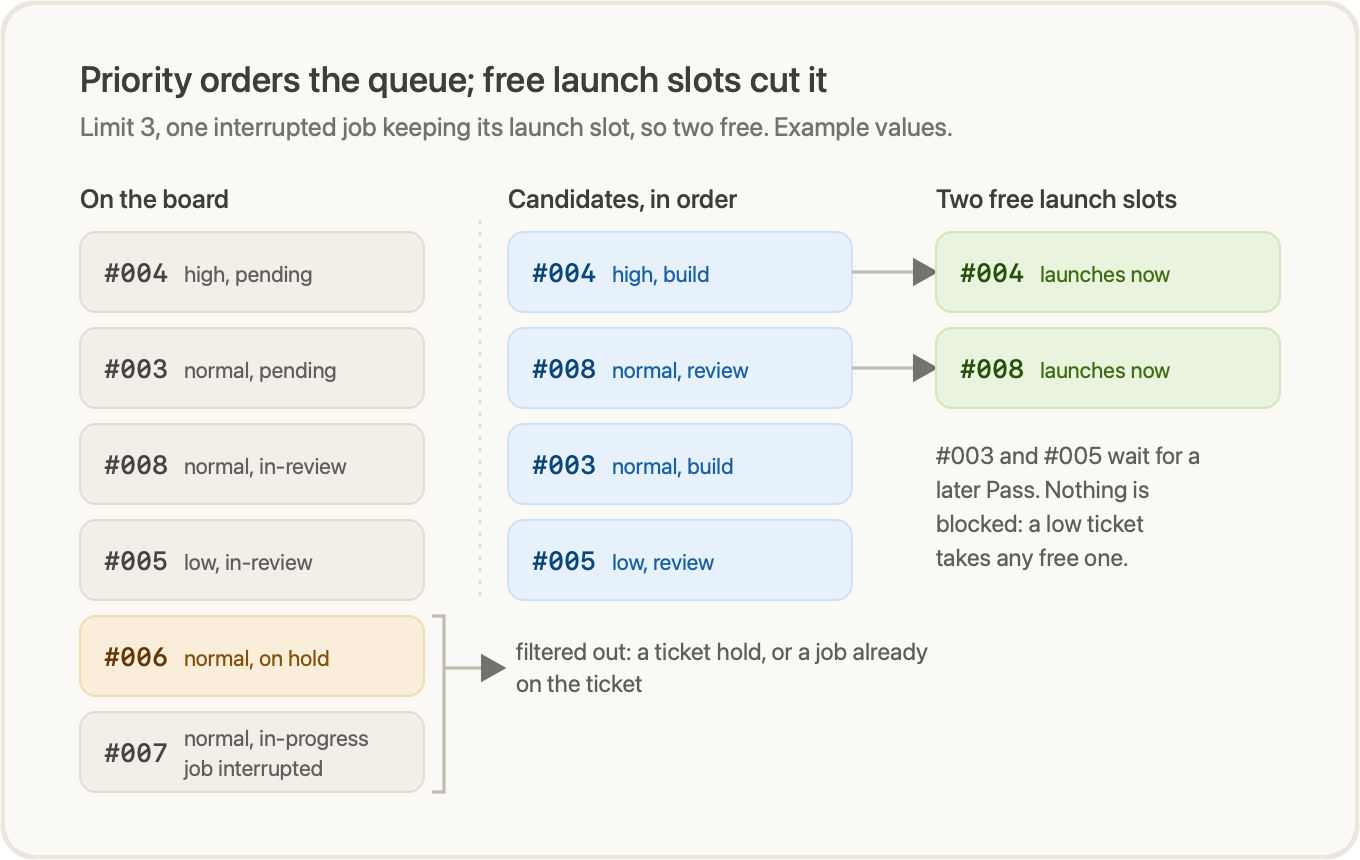 Priority orders the queue; free launch slots cut it
Limit 3, one interrupted job keeping its launch slot, so two free. Example values.
On the board
#004 high, pending
#003 normal, pending
#008 normal, in-review
#005 low, in-review
#006 normal, on hold
#007 normal, in-progress
job interrupted
Candidates, in order
#004 high, build
#008 normal, review
#003 normal, build
#005 low, review
filtered out: a ticket hold, or a job already
on the ticket
Two free launch slots
#004 launches now
#008 launches now
#003 and #005 wait for a
later Pass. Nothing is
blocked: a low ticket
takes any free one.